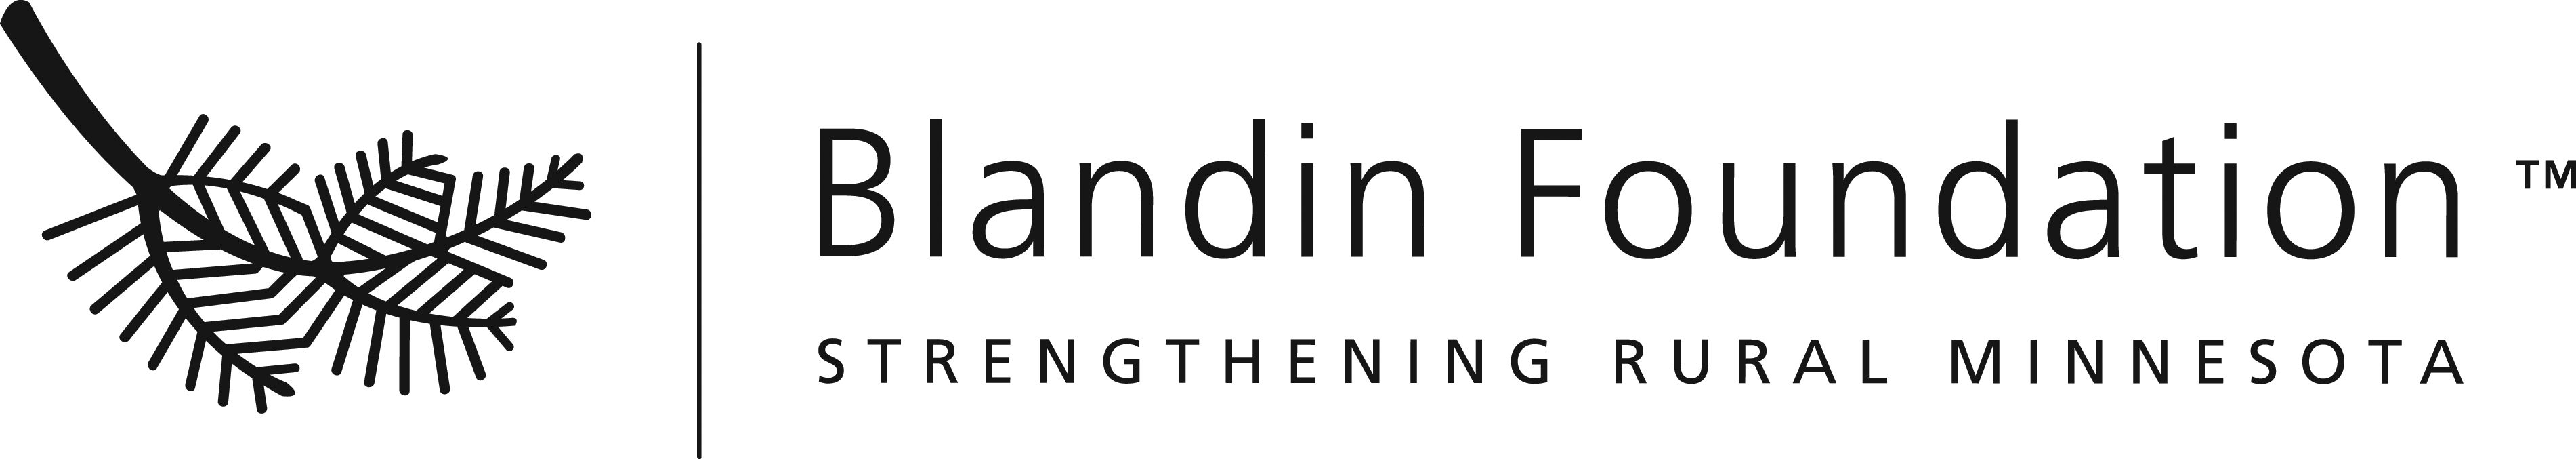 Blandin Foundation ™
STRENGTHENING RURAL MINNESOTA